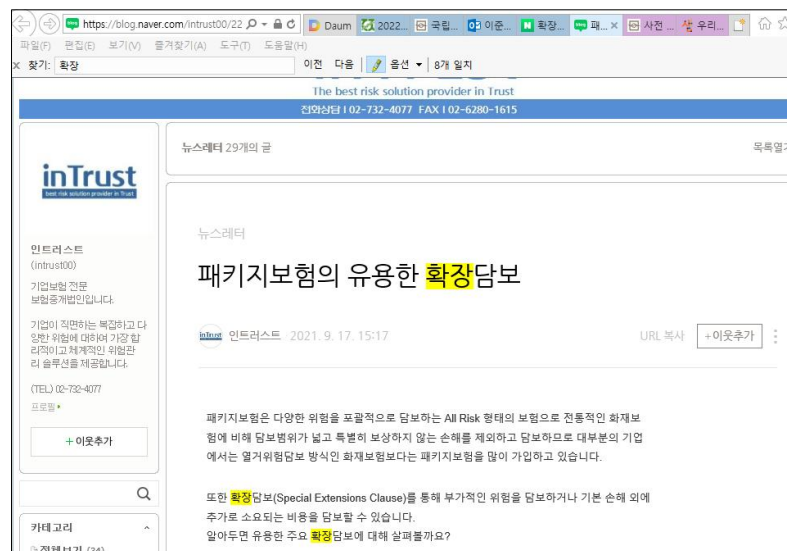 https://blog.naver.com/intrust00/22
Daum
2022...
국립...
이준...
확장...
패...
사전 ...
우리...
파일(F) 편집(E) 보기(V) 즐겨찾기(A) 도구(T) 도움말(H)
x 찾기: 확장 이전 다음 옵션 8개 일치
The best risk solution provider in Trust
전화상담 I 02-732-4077 FAX I 02-6280-1615
뉴스레터 29개의 글 목록열기
inTrust
best risk solution provider in Trust
인트러스트
(intrust00)
기업보험 전문
보험중개법인입니다.
기업이 직면하는 복잡하고 다
양한 위험에 대하여 가장 합
리적이고 체계적인 위험관
리 솔루션을 제공합니다.
(TEL) 02-732-4077
프로필
+ 이웃추가
카테고리
전체보기 (34)
뉴스레터
패키지보험의 유용한 확장담보
inTrust 인트러스트 2021. 9. 17. 15:17 URL 복사 +이웃추가
패키지보험은 다양한 위험을 포괄적으로 담보하는 All Risk 형태의 보험으로 전통적인 화재보
험에 비해 담보범위가 넓고 특별히 보상하지 않는 손해를 제외하고 담보하므로 대부분의 기업
에서는 열거위험담보 방식인 화재보험보다는 패키지보험을 많이 가입하고 있습니다.
또한 확장담보(Special Extensions Clause)를 통해 부가적인 위험을 담보하거나 기본 손해 외에
추가로 소요되는 비용을 담보할 수 있습니다.
알아두면 유용한 주요 확장담보에 대해 살펴볼까요?